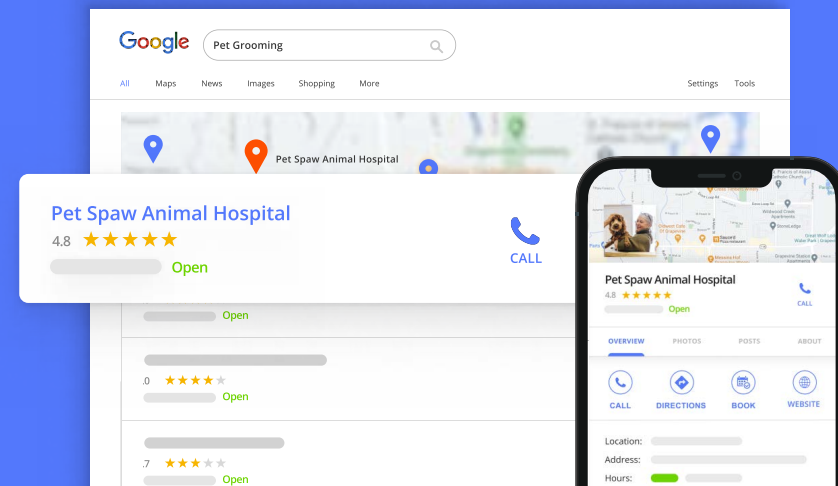 Google
Pet Grooming
All Maps News Images Shopping More Settings Tools
Pet Spaw Animal Hospital
Pet Spaw Animal Hospital
4.8
Open
CALL
Open
.0
Open
.7
Open
Pet Spaw Animal Hospital
4.8
Open
CALL
OVERVIEW PHOTOS POSTS ABOUT
CALL DIRECTIONS BOOK WEBSITE
Location:
Address:
Hours: